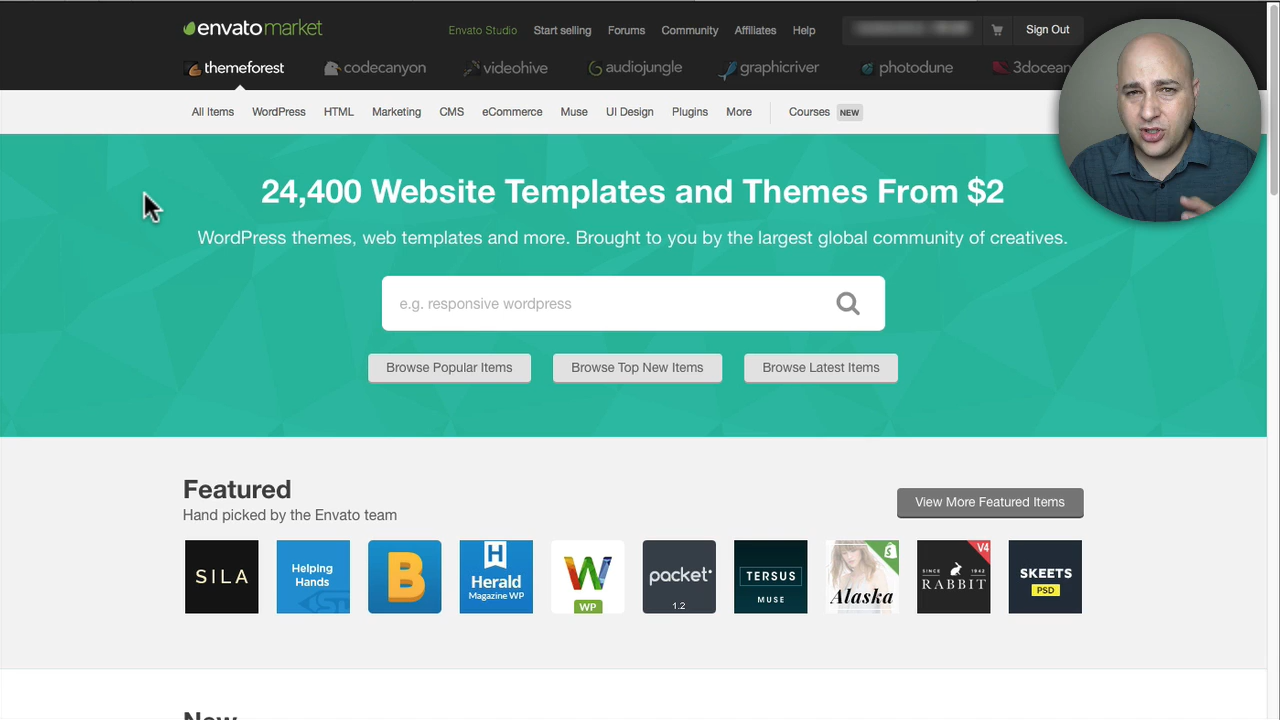 envatomarket
Envato Studio Start selling Forums Community Affiliates Help Sign Out
themeforest codecanyon videohive audiojungle graphicriver photodune 3docean
All Items WordPress HTML Marketing CMS eCommerce Muse UI Design Plugins More Courses NEW
24,400 Website Templates and Themes From $2
WordPress themes, web templates and more. Brought to you by the largest global community of creatives.
e.g. responsive wordpress
Browse Popular Items Browse Top New Items Browse Latest Items
Featured
Hand picked by the Envato team
View More Featured Items
SILA
Helping
Hands
B
H
Herald
Magazine WP
W
WP
packet
1.2
TERSUS
MUSE
Alaska
V4
SINCE 1942
RABBIT
SKEETS
PSD
New